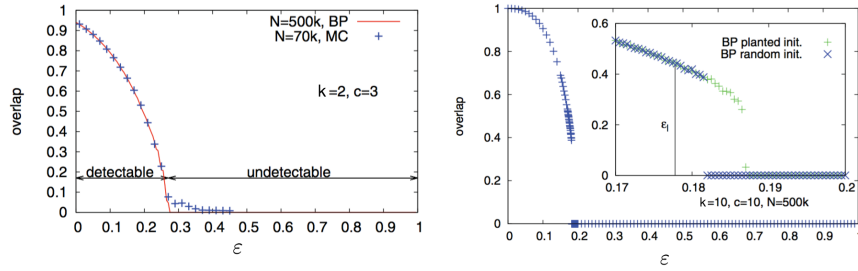 1
0.9
0.8
0.7
0.6
0.5
0.4
0.3
0.2
0.1
0
overlap
N=500k, BP
N=70k, MC
k=2, c=3
detectable
undetectable
0 0.1 0.2 0.3 0.4 0.5 0.6 0.7 0.8 0.9 1
ε
1
0.8
0.6
0.4
0.2
0
overlap
0.6
0.4
0.2
0
BP planted init.
BP random init.
εl
0.17 0.18 0.19 0.2
k=10, c=10, N=500k
0 0.1 0.2 0.3 0.4 0.5 0.6 0.7 0.8 0.9 1
ε